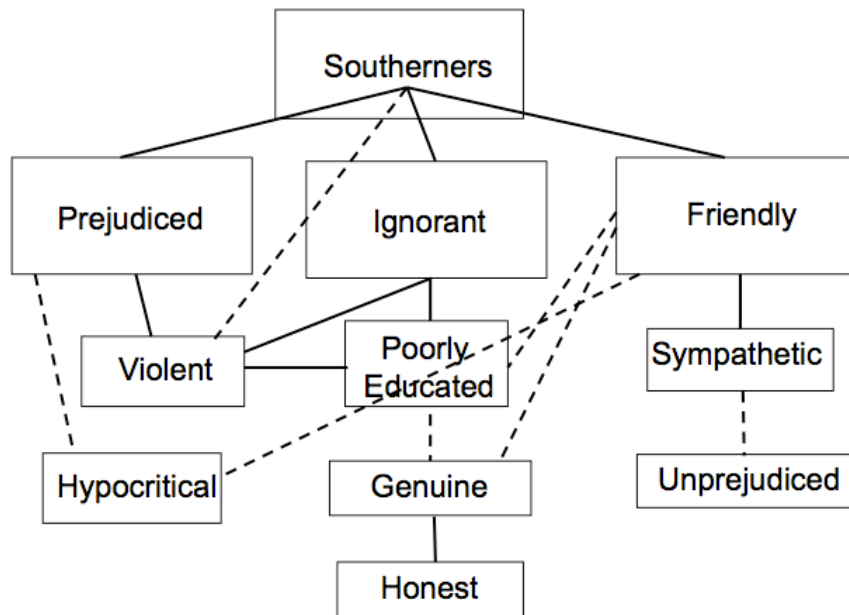 Southerners
Prejudiced
Ignorant
Friendly
Violent
Poorly
Educated
Sympathetic
Hypocritical
Genuine
Unprejudiced
Honest